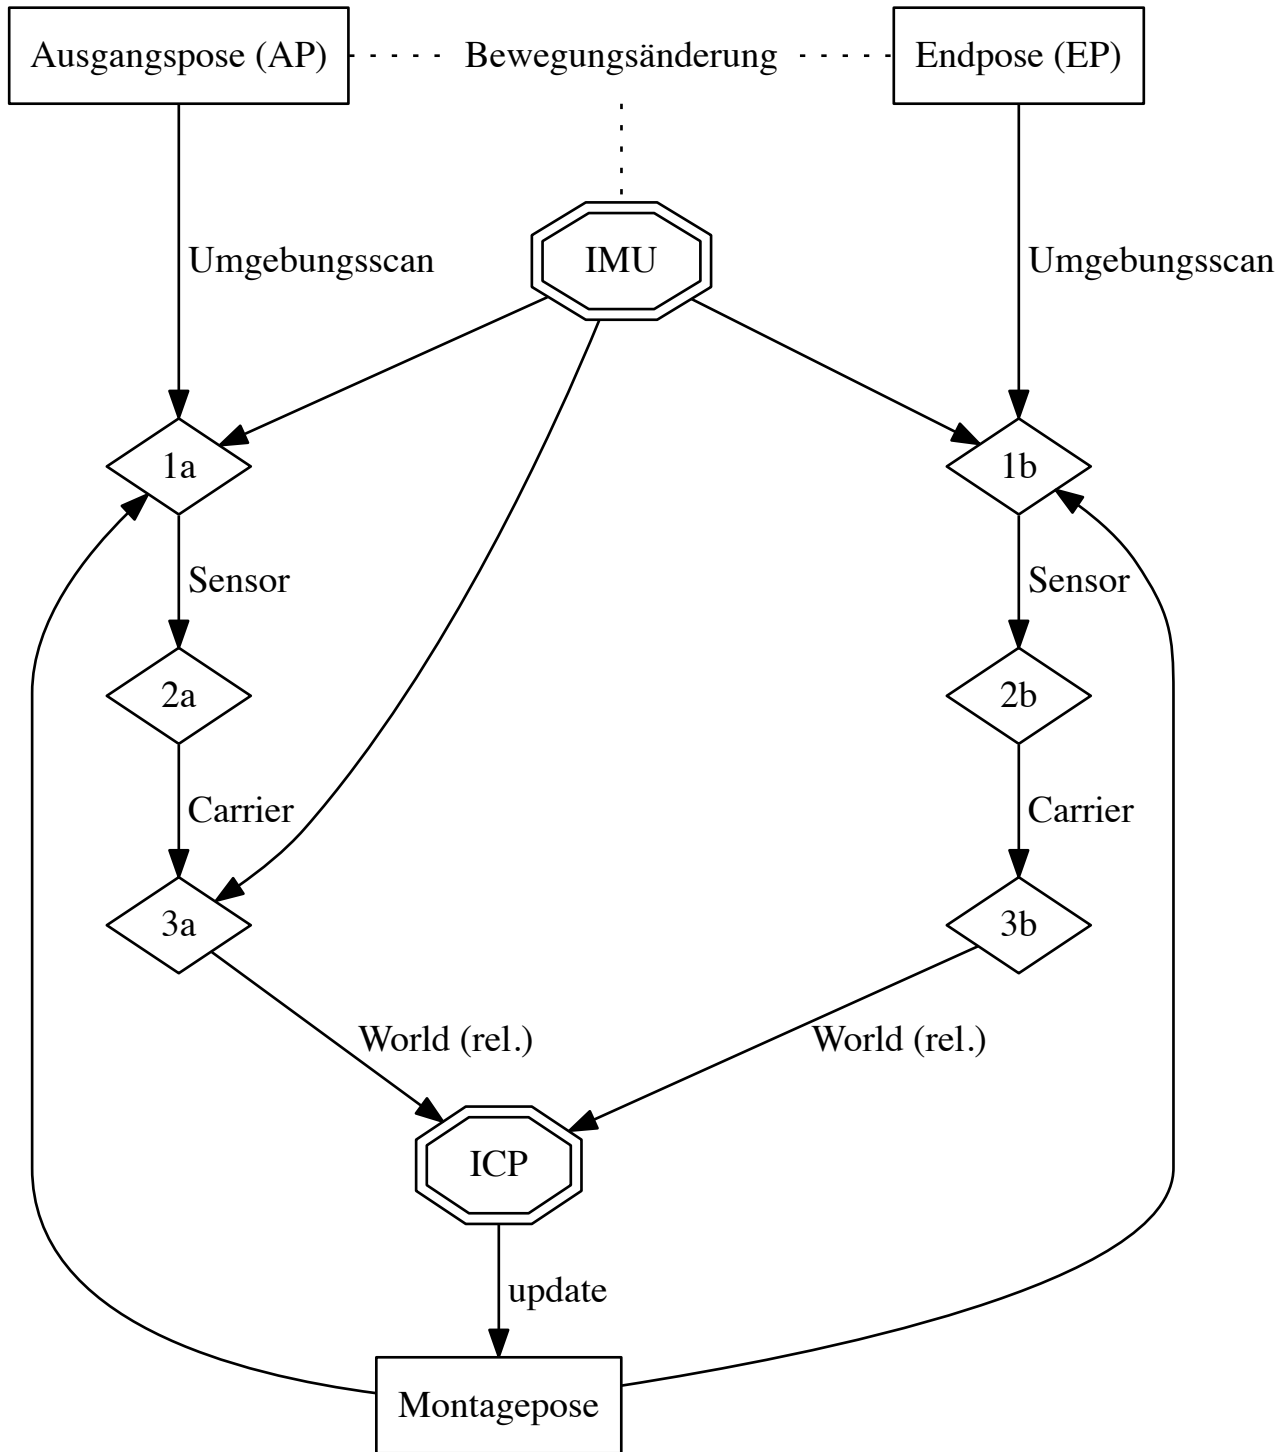 Ausgangspose (AP)
Bewegungsänderung
Endpose (EP)
IMU
Umgebungsscan
Umgebungsscan
1a
1b
Sensor
Sensor
2a
2b
Carrier
Carrier
3a
3b
World (rel.)
World (rel.)
ICP
update
Montagepose